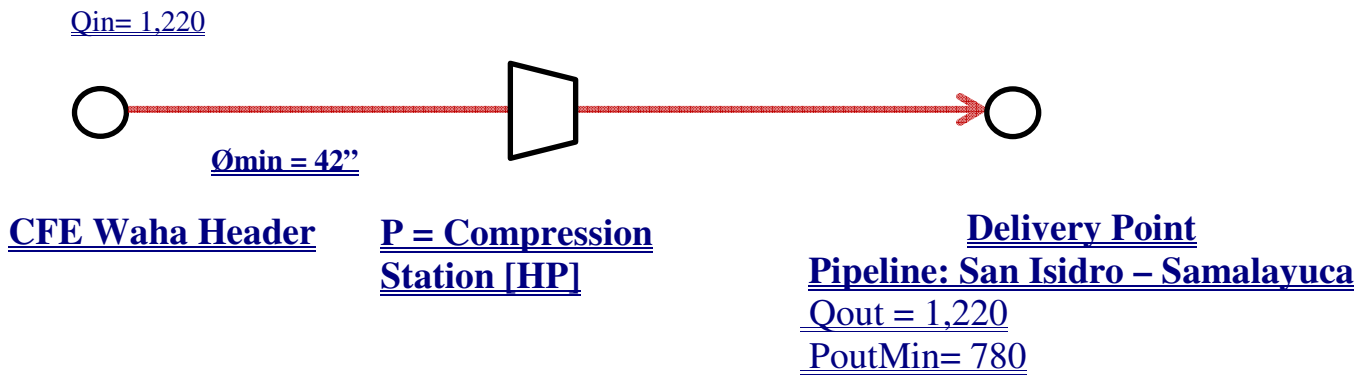 Qin= 1,220
Ømin = 42”
CFE Waha Header
P = Compression
Station [HP]
Delivery Point
Pipeline: San Isidro – Samalayuca
Qout = 1,220
PoutMin= 780